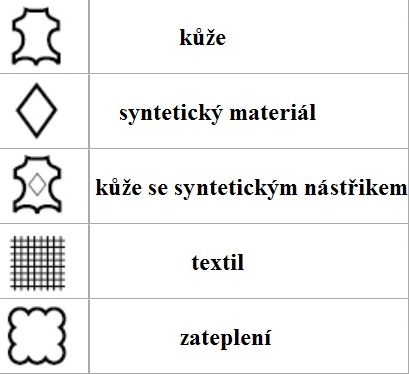 kůže
syntetický materiál
kůže se syntetickým nástřikem
textil
zateplení